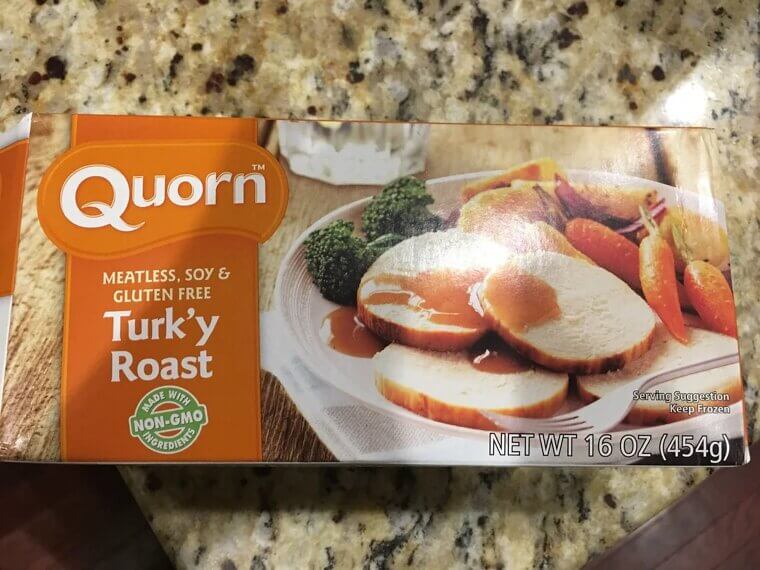 Quorn™
MEATLESS, SOY &
GLUTEN FREE
Turk'y
Roast
MADE WITH
NON-GMO
INGREDIENTS
Serving Suggestion
Keep Frozen
NET WT 16 OZ (454g)